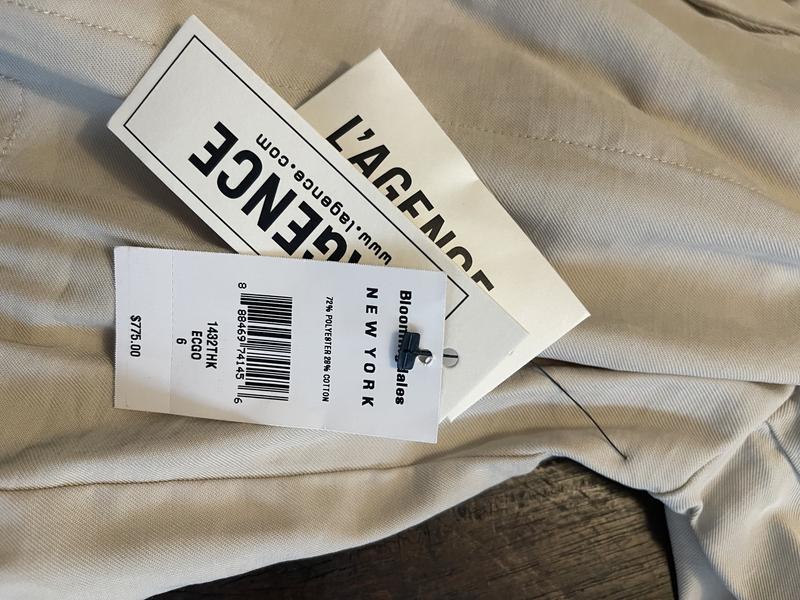 L'AGENCE
AGENCE
www.lagence.com
Bloomingdales
NEW YORK
72% POLYESTER 28% COTTON
8 88469 74145 6
1432THK
ECGO
6
$775.00